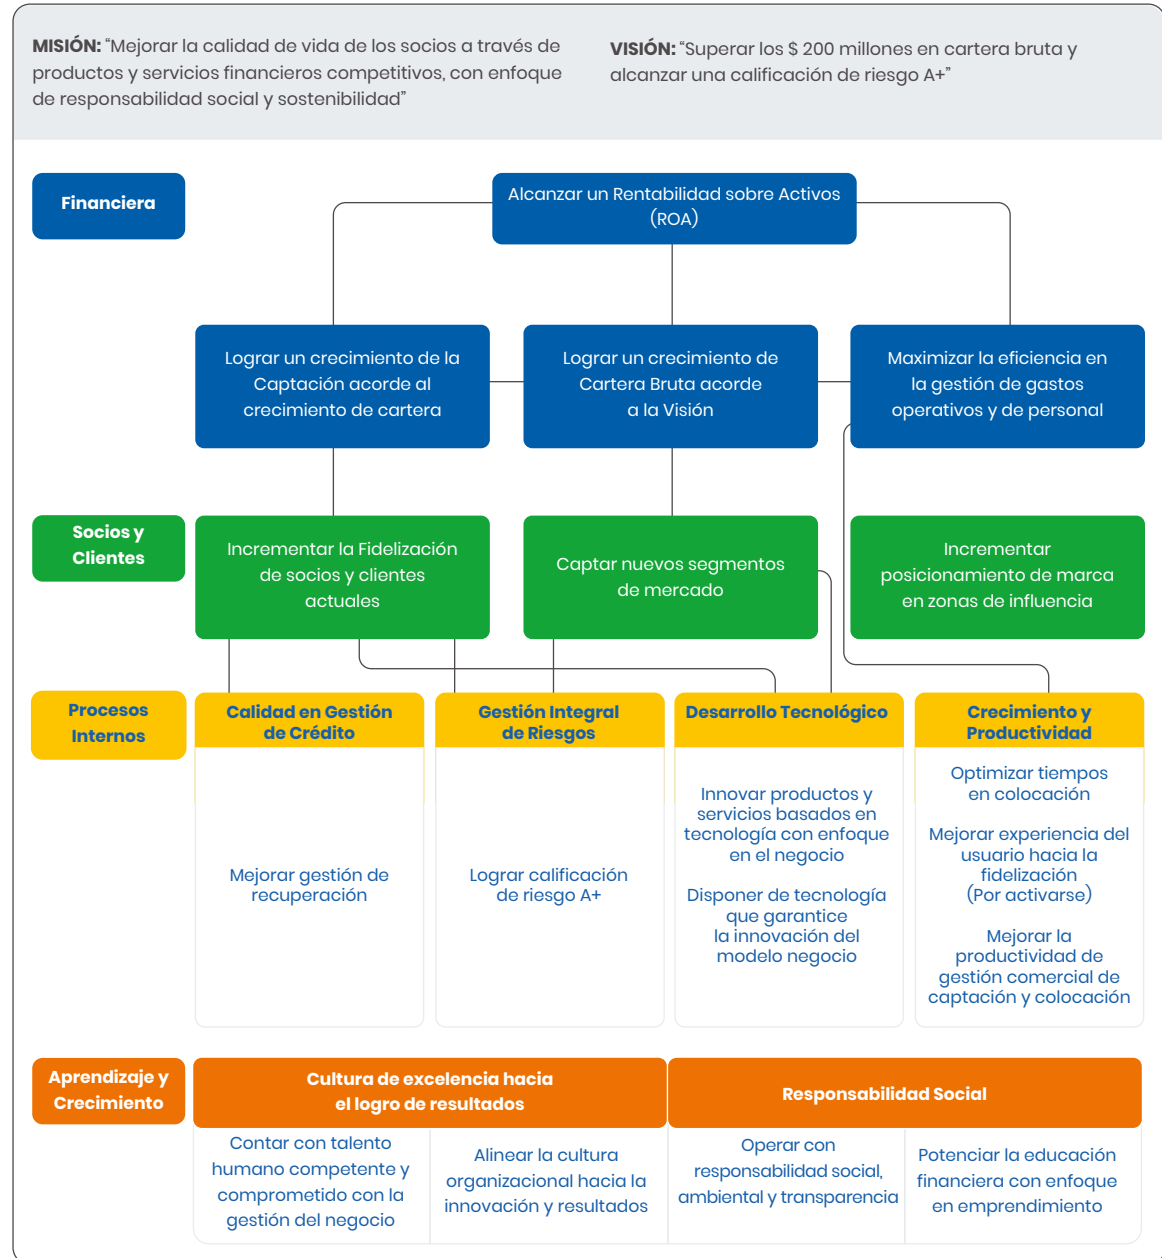 MISIÓN: “Mejorar la calidad de vida de los socios a través de
productos y servicios financieros competitivos, con enfoque
de responsabilidad social y sostenibilidad”
VISIÓN: “Superar los $ 200 millones en cartera bruta y
alcanzar una calificación de riesgo A+”
Financiera
Alcanzar un Rentabilidad sobre Activos
(ROA)
Lograr un crecimiento de la
Captación acorde al
crecimiento de cartera
Lograr un crecimiento de
Cartera Bruta acorde
a la Visión
Maximizar la eficiencia en
la gestión de gastos
operativos y de personal
Socios y
Clientes
Incrementar la Fidelización
de socios y clientes
actuales
Captar nuevos segmentos
de mercado
Incrementar
posicionamiento de marca
en zonas de influencia
Procesos
Internos
Calidad en Gestión
de Crédito
Mejorar gestión de
recuperación
Gestión Integral
de Riesgos
Lograr calificación
de riesgo A+
Desarrollo Tecnológico
Innovar productos y
servicios basados en
tecnología con enfoque
en el negocio
Disponer de tecnología
que garantice
la innovación del
modelo negocio
Crecimiento y
Productividad
Optimizar tiempos
en colocación
Mejorar experiencia del
usuario hacia la
fidelización
(Por activarse)
Mejorar la
productividad de
gestión comercial de
captación y colocación
Aprendizaje y
Crecimiento
Cultura de excelencia hacia
el logro de resultados
Contar con talento
humano competente y
comprometido con la
gestión del negocio
Alinear la cultura
organizacional hacia la
innovación y resultados
Responsabilidad Social
Operar con
responsabilidad social,
ambiental y transparencia
Potenciar la educación
financiera con enfoque
en emprendimiento